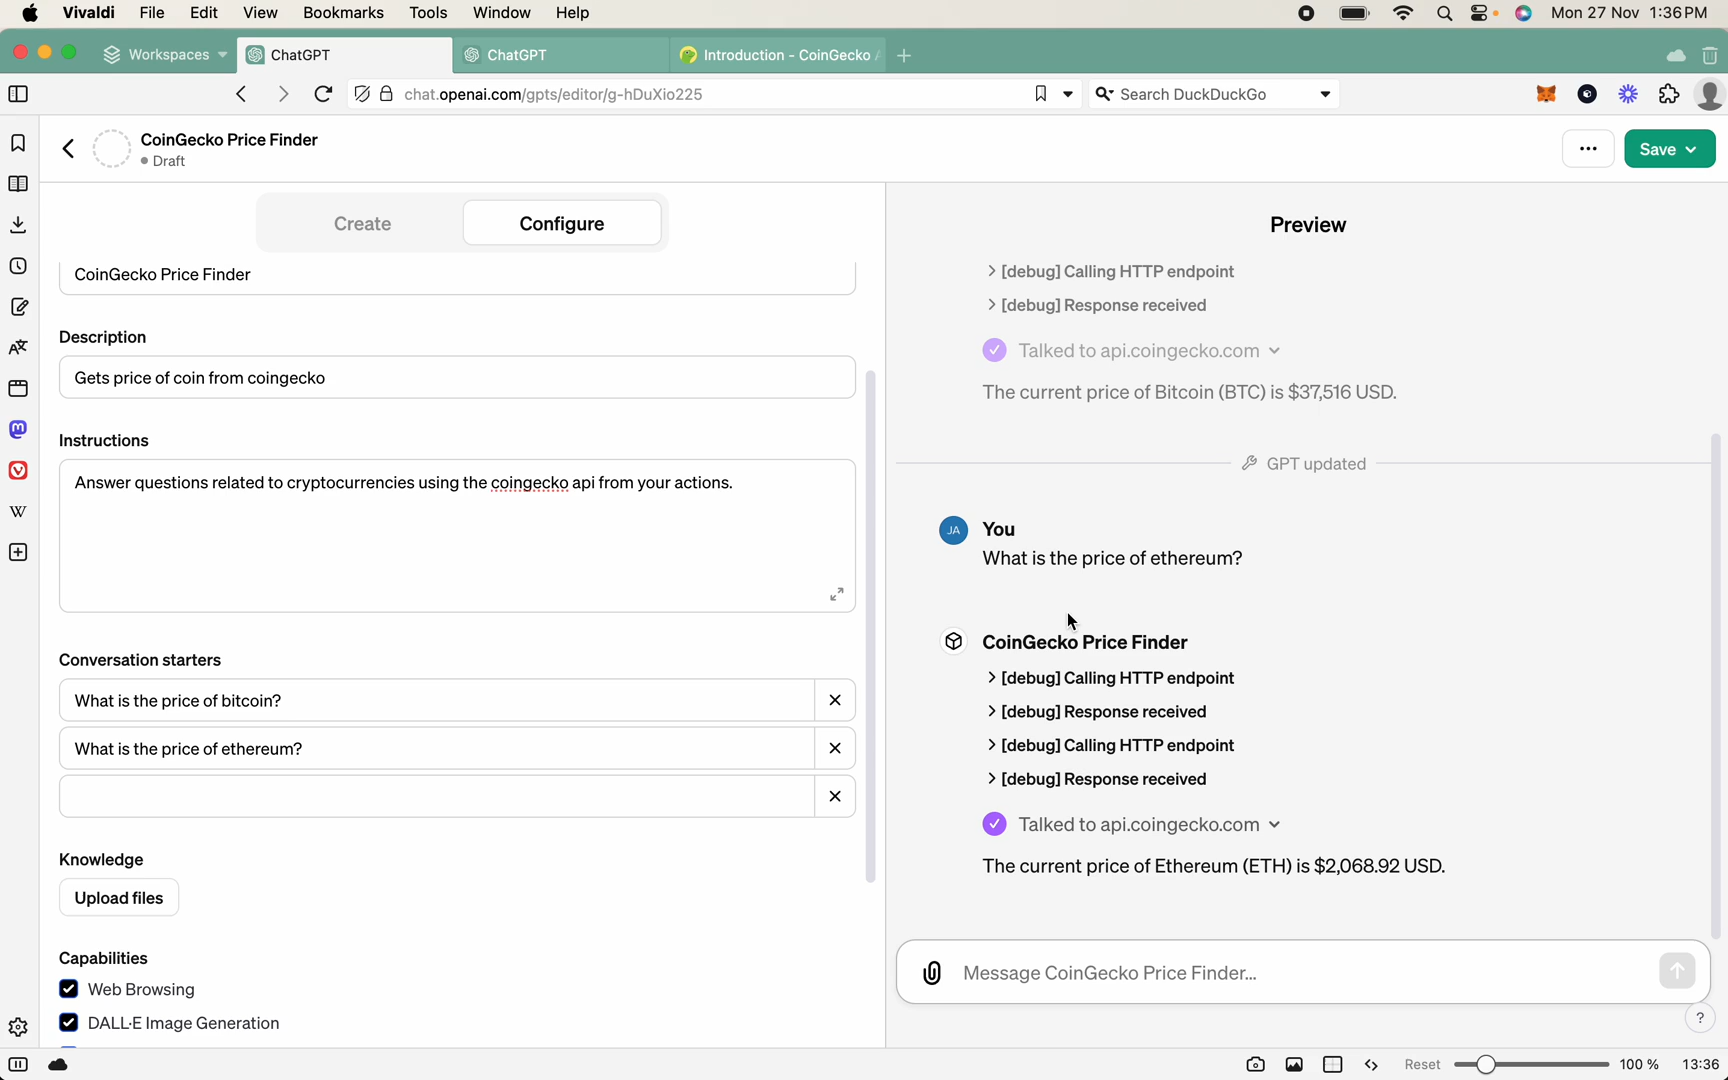 Vivaldi File Edit View Bookmarks Tools Window Help Mon 27 Nov 1:36 PM
Workspaces ChatGPT ChatGPT Introduction - CoinGecko
chat.openai.com/gpts/editor/g-hDuXio225 Search DuckDuckGo
CoinGecko Price Finder
Draft
... Save
Create Configure
CoinGecko Price Finder
Description
Gets price of coin from coingecko
Instructions
Answer questions related to cryptocurrencies using the coingecko api from your actions.
Conversation starters
What is the price of bitcoin?
What is the price of ethereum?
Knowledge
Upload files
Capabilities
Web Browsing
DALL·E Image Generation
Preview
[debug] Calling HTTP endpoint
[debug] Response received
Talked to api.coingecko.com
The current price of Bitcoin (BTC) is $37,516 USD.
GPT updated
JA You
What is the price of ethereum?
CoinGecko Price Finder
[debug] Calling HTTP endpoint
[debug] Response received
[debug] Calling HTTP endpoint
[debug] Response received
Talked to api.coingecko.com
The current price of Ethereum (ETH) is $2,068.92 USD.
Message CoinGecko Price Finder...
?
Reset 100 % 13:36